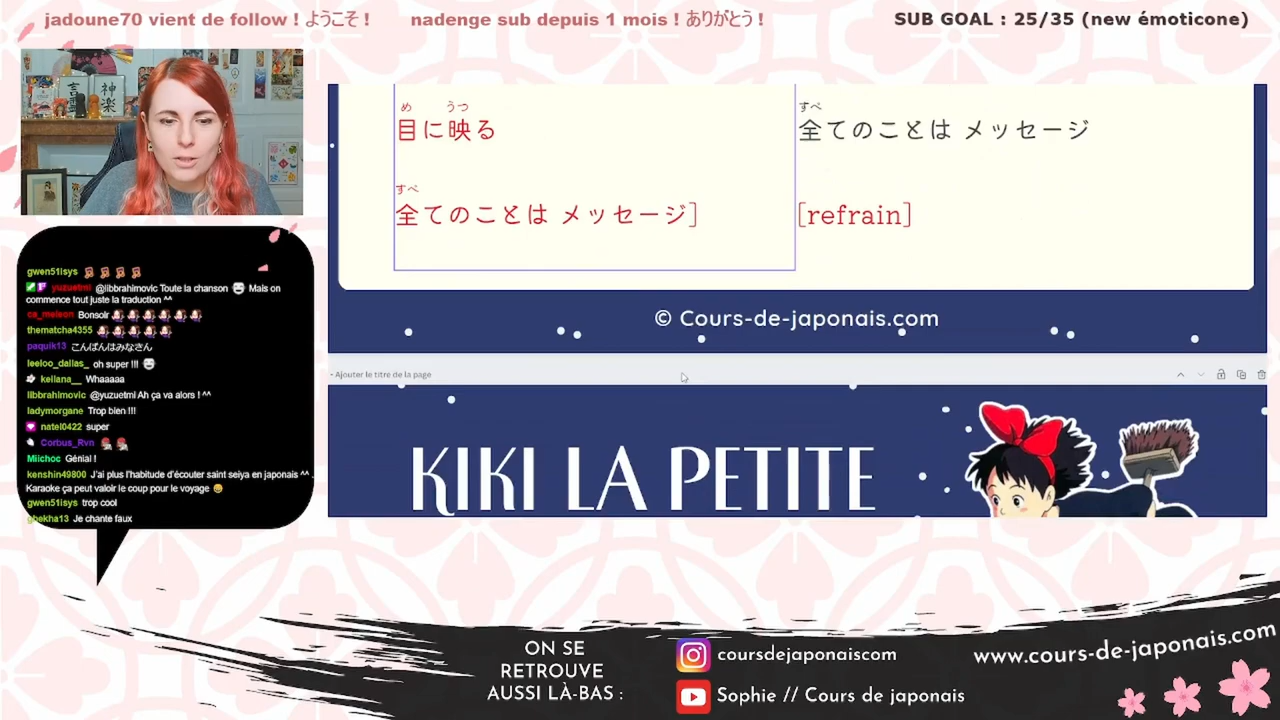 jadoune70 vient de follow ! ようこそ !
nadenge sub depuis 1 mois ! ありがとう !
SUB GOAL : 25/35 (new émoticone)
め うつ
目に映る
すべ
全てのことは メッセージ]
すべ
全てのことは メッセージ
[refrain]
© Cours-de-japonais.com
- Ajouter le titre de la page
KIKI LA PETITE
言霊
神楽
gwen51isys
yuzuetmi @libbrahimovic Toute la chanson Mais on
commence tout juste la traduction ^^
Bonsoir
thematcha4355
paquik13 こんばんはみなさん
leeloo_dallas_ oh super !!!
keilana__ Whaaaaa
libbrahimovic @yuzuetmi Ah ça va alors ! ^^
ladymorgane Trop bien !!!
natel0422 super
Corbus_Rvn
Miichoc Génial !
kenshin49800 J'ai plus l'habitude d'écouter saint seiya en japonais ^^ .
Karaoke ça peut valoir le coup pour le voyage
gwen51isys trop cool
Je chante faux
ON SE
RETROUVE
AUSSI LÀ-BAS :
coursdejaponaiscom
Sophie // Cours de japonais
www.cours-de-japonais.com